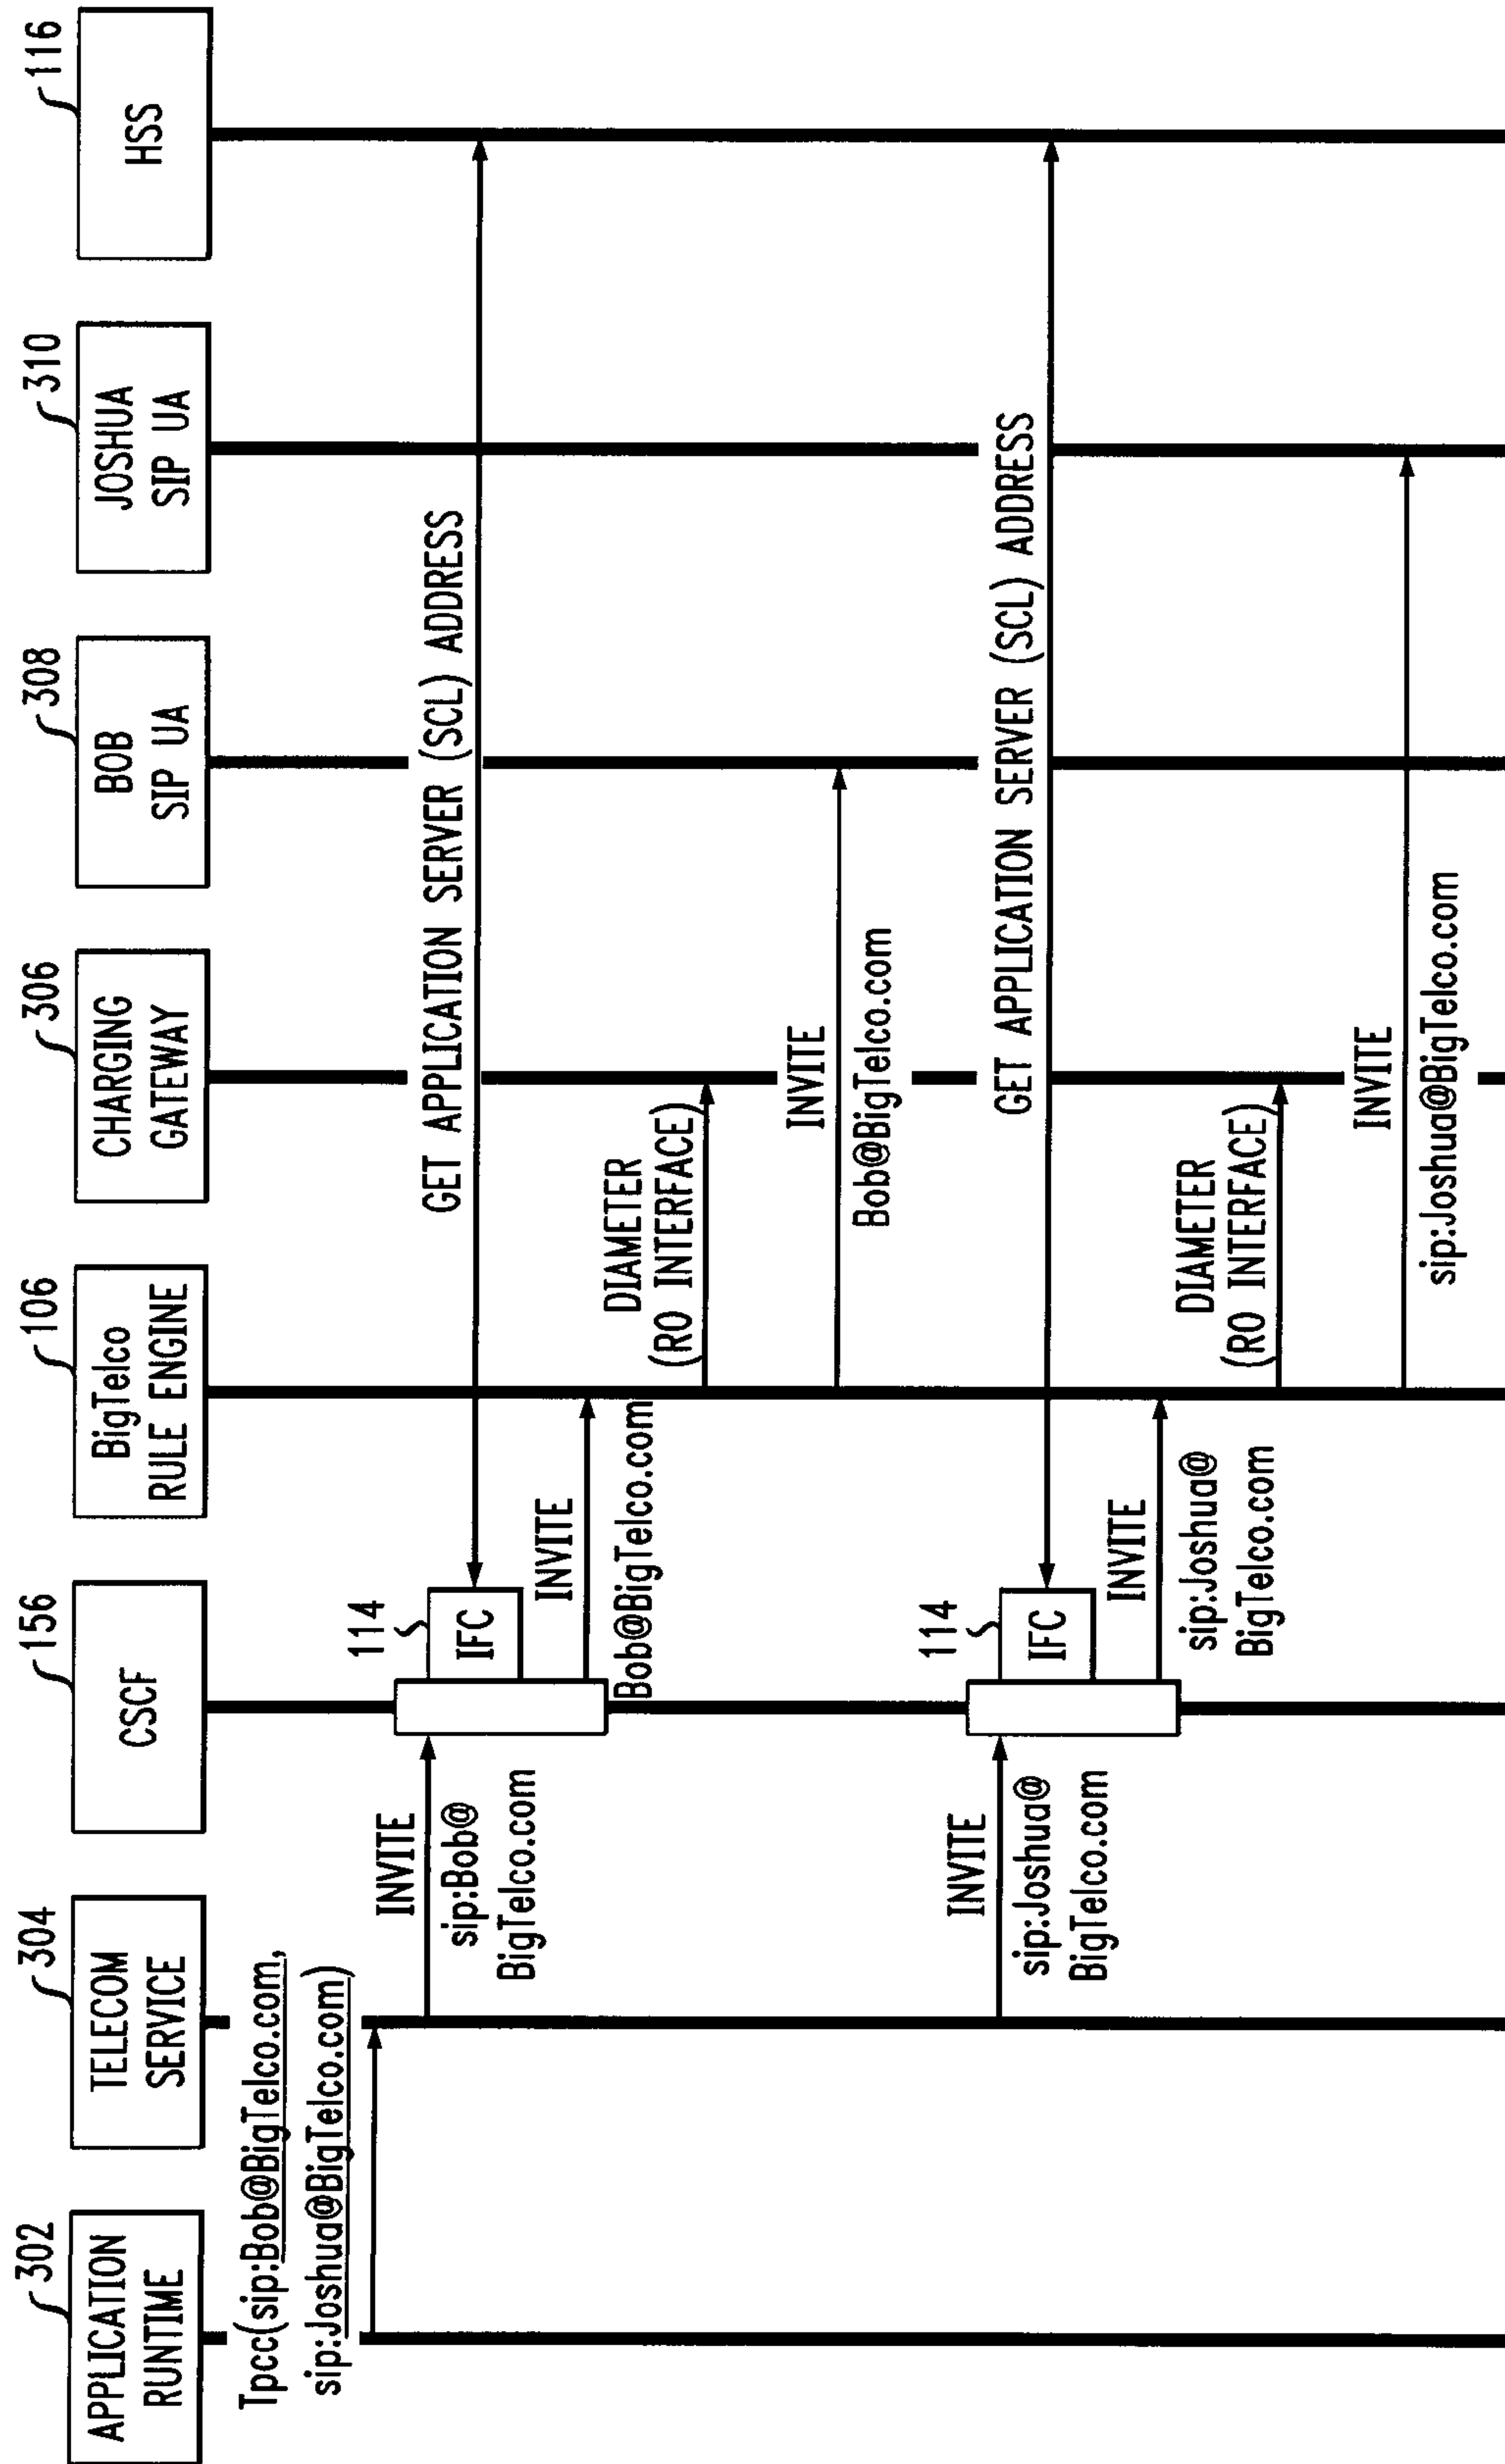 302
APPLICATION
RUNTIME
304
TELECOM
SERVICE
156
CSCF
106
BigTelco
RULE ENGINE
306
CHARGING
GATEWAY
308
BOB
SIP UA
310
JOSHUA
SIP UA
116
HSS
Tpcc(sip:Bob@BigTelco.com,
sip:Joshua@BigTelco.com)
INVITE
sip:Bob@
BigTelco.com
114
IFC
GET APPLICATION SERVER (SCL) ADDRESS
INVITE
Bob@BigTelco.com
DIAMETER
(RO INTERFACE)
INVITE
Bob@BigTelco.com
INVITE
sip:Joshua@
BigTelco.com
114
IFC
GET APPLICATION SERVER (SCL) ADDRESS
INVITE
sip:Joshua@
BigTelco.com
DIAMETER
(RO INTERFACE)
INVITE
sip:Joshua@BigTelco.com